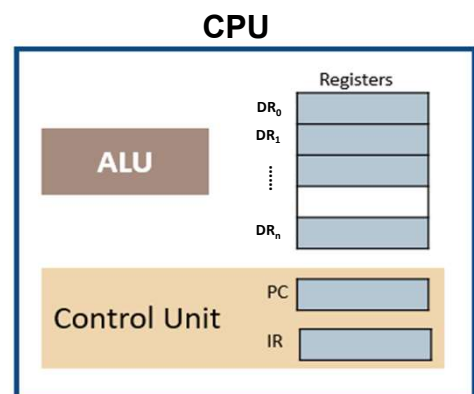 CPU
Registers
DR₀
DR₁
ALU
......
DRₙ
PC
Control Unit
IR